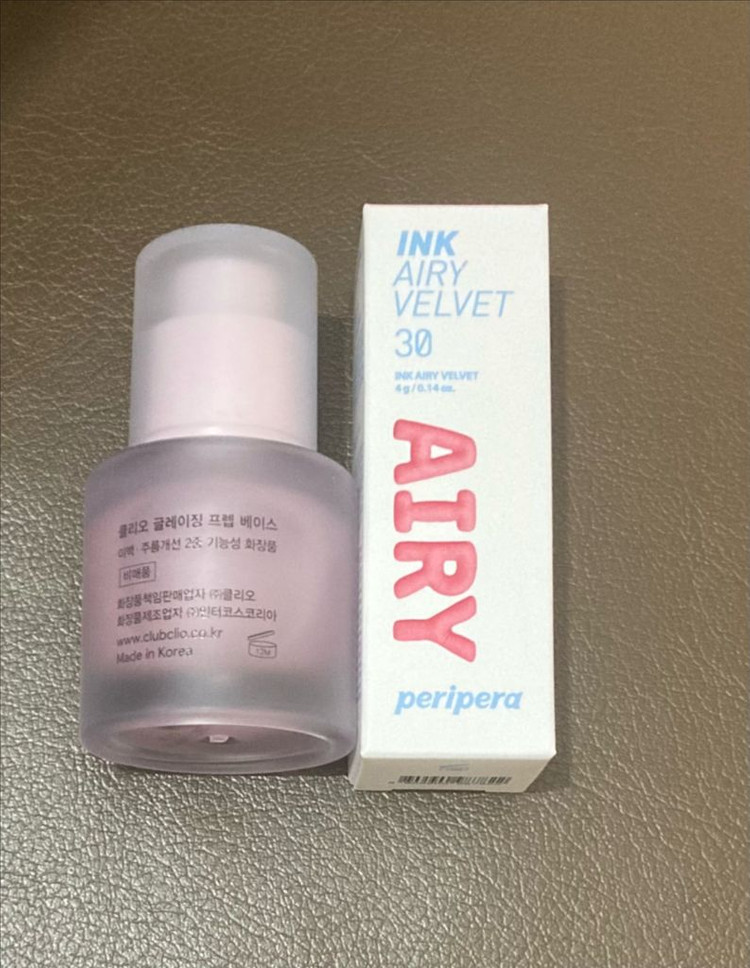 클리오 글레이징 프렙 베이스
미백·주름개선 2중 기능성 화장품
비매품
화장품책임판매업자 ㈜클리오
화장품제조업자 ㈜인터코스코리아
www.clubclio.co.kr
Made in Korea
12M
INK
AIRY
VELVET
30
INK AIRY VELVET
4 g / 0.14 oz.
AIRY
peripera